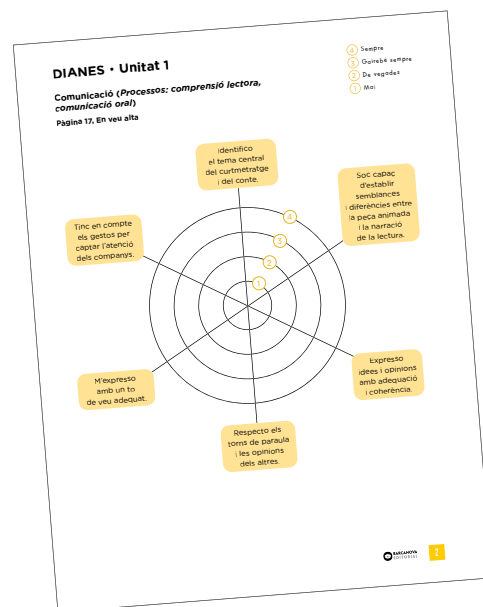 DIANES · Unitat 1
Comunicació (Processos: comprensió lectora,
comunicació oral)
Pàgina 17, En veu alta
4 Sempre
3 Gairebé sempre
2 De vegades
1 Mai
Identifico
el tema central
del curtmetratge
i del conte.
Soc capaç
d'establir
semblances
i diferències entre
la peça animada
i la narració
de la lectura.
Tinc en compte
els gestos per
captar l'atenció
dels companys.
4
3
2
1
M'expresso
amb un to
de veu adequat.
Expresso
idees i opinions
amb adequació
i coherència.
Respecto els
torns de paraula
i les opinions
dels altres.
BARCANOVA
EDITORIAL
2